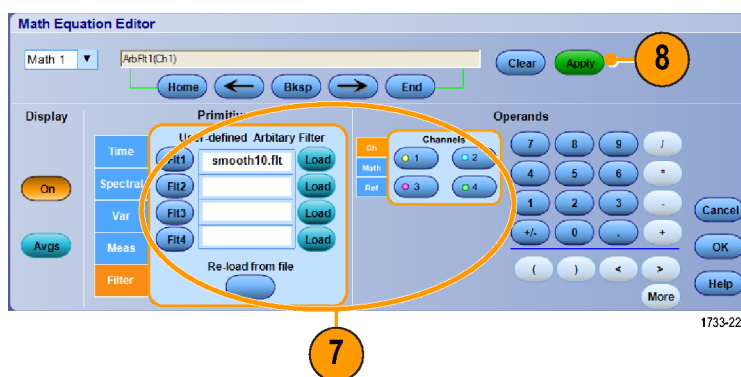 Math Equation Editor
Math 1
ArbFlt1(Ch1)
Clear
Apply
8
Home
Bksp
End
Display
Operands
User-defined Arbitary Filter
Time
Spectral
Var
Meas
Filter
On
Avgs
Flt1
smooth10.flt
Load
Flt2
Load
Flt3
Load
Flt4
Load
Re-load from file
Ch
Math
Ref
Channels
1
2
3
4
7
8
9
/
4
5
6
*
1
2
3
-
+/-
0
.
+
(
)
<
>
More
Cancel
OK
Help
1733-22
7